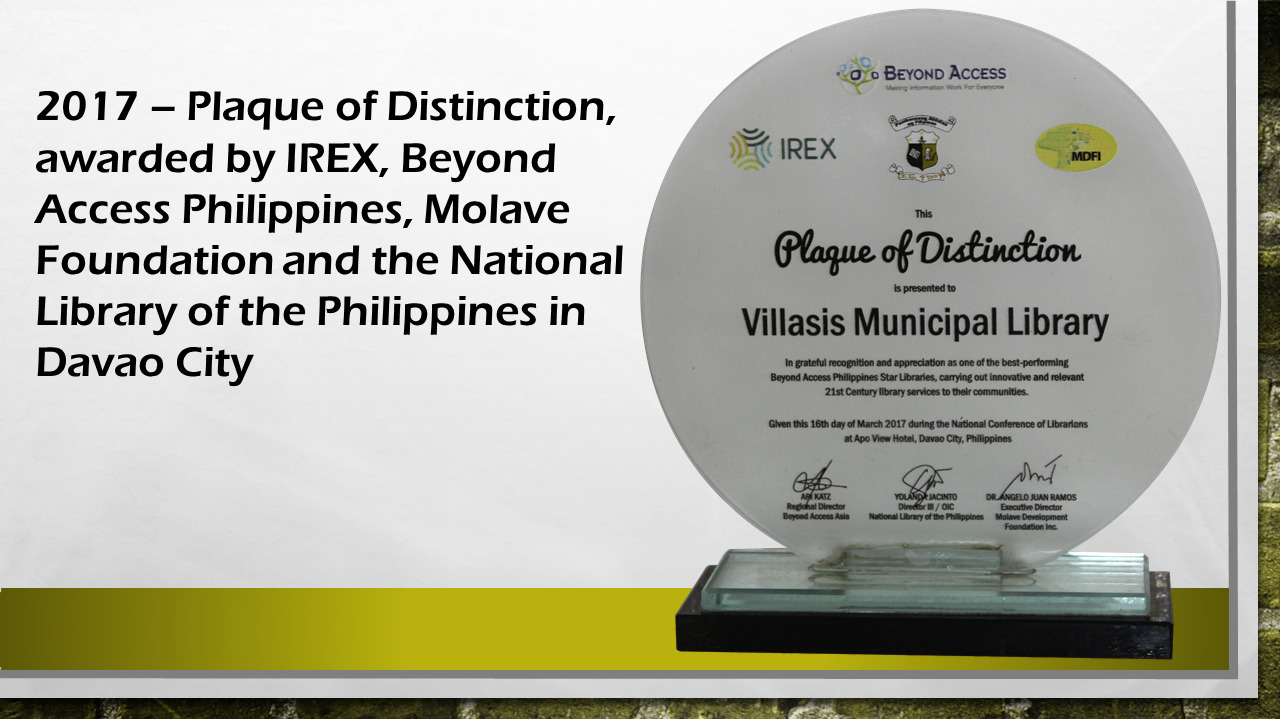 2017 – Plaque of Distinction,
awarded by IREX, Beyond
Access Philippines, Molave
Foundation and the National
Library of the Philippines in
Davao City
BEYOND ACCESS
Making Information Work For Everyone
IREX
MDFI
This
Plaque of Distinction
is presented to
Villasis Municipal Library
In grateful recognition and appreciation as one of the best-performing
Beyond Access Philippines Star Libraries, carrying out innovative and relevant
21st Century library services to their communities.
Given this 16th day of March 2017 during the National Conference of Librarians
at Apo View Hotel, Davao City, Philippines
ARI KATZ
Regional Director
Beyond Access Asia
YOLANDA JACINTO
Director III / OIC
National Library of the Philippines
DR. ANGELO JUAN RAMOS
Executive Director
Molave Development
Foundation Inc.